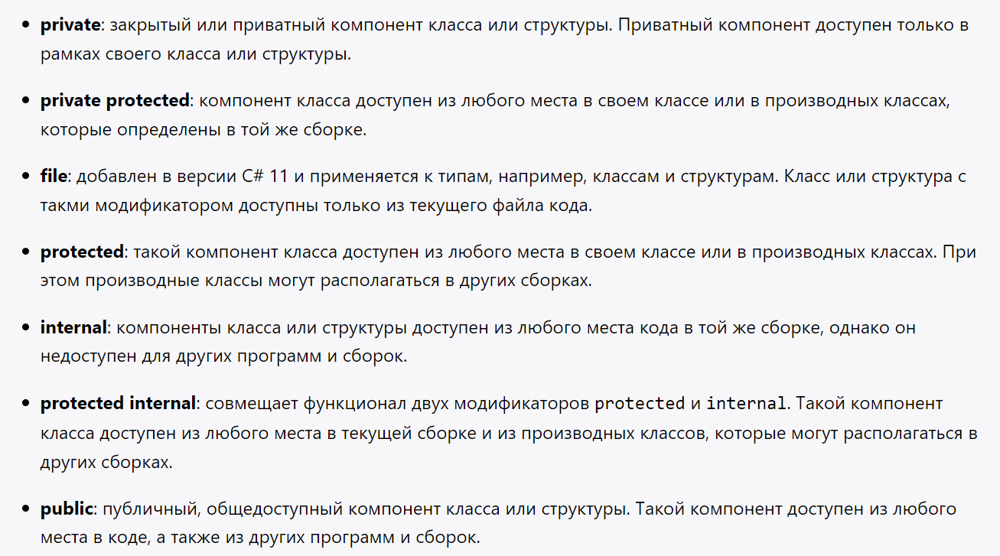 private: закрытый или приватный компонент класса или структуры. Приватный компонент доступен только в
рамках своего класса или структуры.
private protected: компонент класса доступен из любого места в своем классе или в производных классах,
которые определены в той же сборке.
file: добавлен в версии C# 11 и применяется к типам, например, классам и структурам. Класс или структура с
такми модификатором доступны только из текущего файла кода.
protected: такой компонент класса доступен из любого места в своем классе или в производных классах. При
этом производные классы могут располагаться в других сборках.
internal: компоненты класса или структуры доступен из любого места кода в той же сборке, однако он
недоступен для других программ и сборок.
protected internal: совмещает функционал двух модификаторов protected и internal. Такой компонент
класса доступен из любого места в текущей сборке и из производных классов, которые могут располагаться в
других сборках.
public: публичный, общедоступный компонент класса или структуры. Такой компонент доступен из любого
места в коде, а также из других программ и сборок.